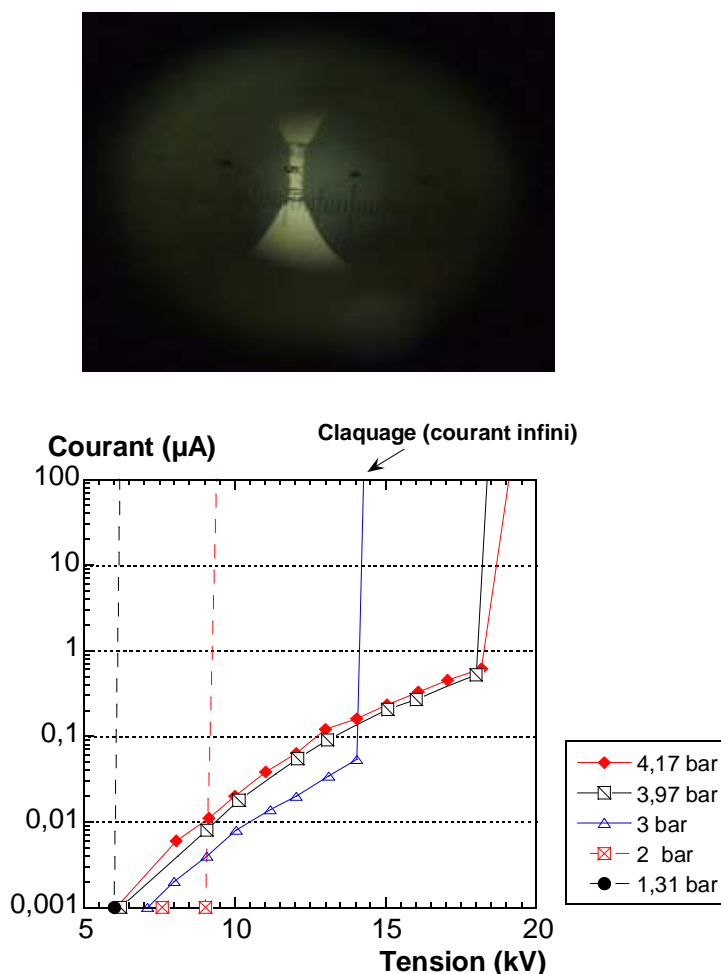 Courant (µA)
Claquage (courant infini)
100
10
1
0,1
0,01
0,001
5
10
15
20
Tension (kV)
4,17 bar
3,97 bar
3 bar
2 bar
1,31 bar